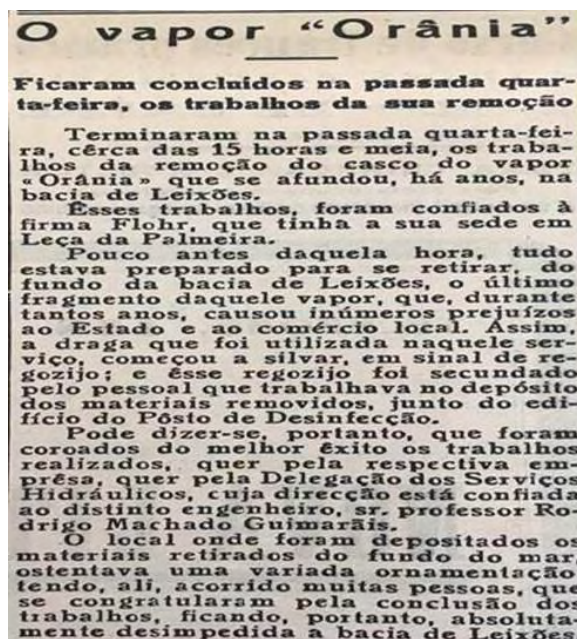 O vapor “Orânia”
Ficaram concluídos na passada quar-
ta-feira, os trabalhos da sua remoção
Terminaram na passada quarta-fei-
ra, cêrca das 15 horas e meia, os traba-
lhos da remoção do casco do vapor
«Orânia» que se afundou, há anos, na
bacia de Leixões.
Êsses trabalhos, foram confiados à
firma Flohr, que tinha a sua sede em
Leça da Palmeira.
Pouco antes daquela hora, tudo
estava preparado para se retirar, do
fundo da bacia de Leixões, o último
fragmento daquele vapor, que, durante
tantos anos, causou inúmeros prejuízos
ao Estado e ao comércio local. Assim,
a draga que foi utilizada naquele ser-
viço, começou a silvar, em sinal de re-
gozijo; e êsse regozijo foi secundado
pelo pessoal que trabalhava no depósito
dos materiais removidos, junto do edi-
fício do Pôsto de Desinfecção.
Pode dizer-se, portanto, que foram
coroados do melhor êxito os trabalhos
realizados, quer pela respectiva em-
prêsa, quer pela Delegação dos Serviços
Hidráulicos, cuja direcção está confiada
ao distinto engenheiro, sr. professor Ro-
drigo Machado Guimarãis.
O local onde foram depositados os
materiais retirados do fundo do mar,
ostentava uma variada ornamentação,
tendo, ali, acorrido muitas pessoas, que
se congratularam pela conclusão dos
trabalhos, ficando, portanto, absoluta-
mente desimpedida a bacia de Leixões